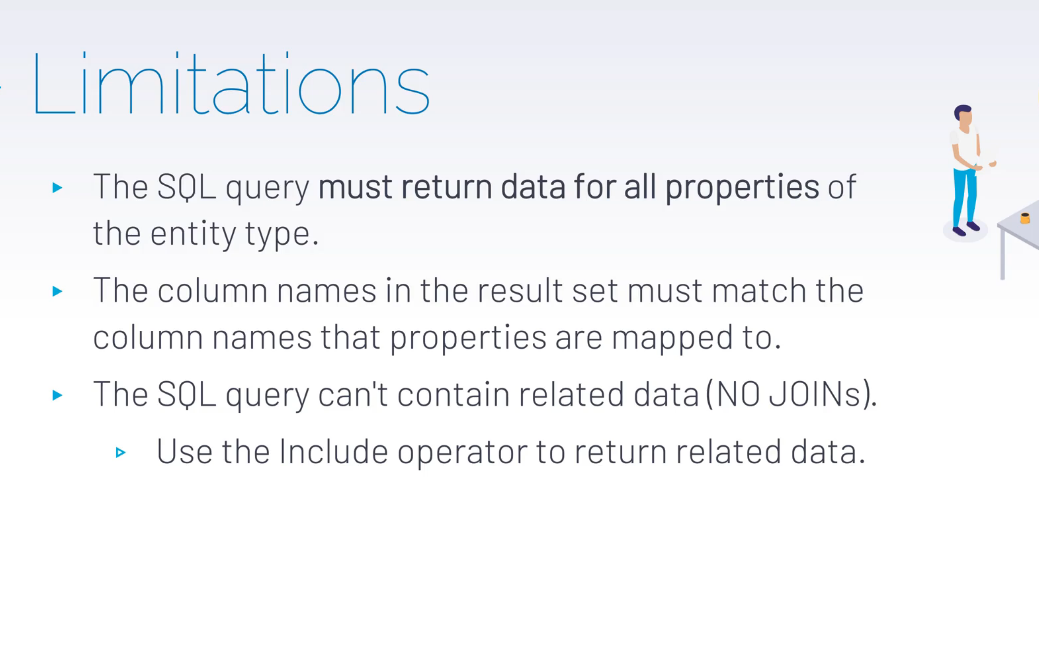 Limitations
The SQL query must return data for all properties of
the entity type.
The column names in the result set must match the
column names that properties are mapped to.
The SQL query can't contain related data (NO JOINs).
Use the Include operator to return related data.